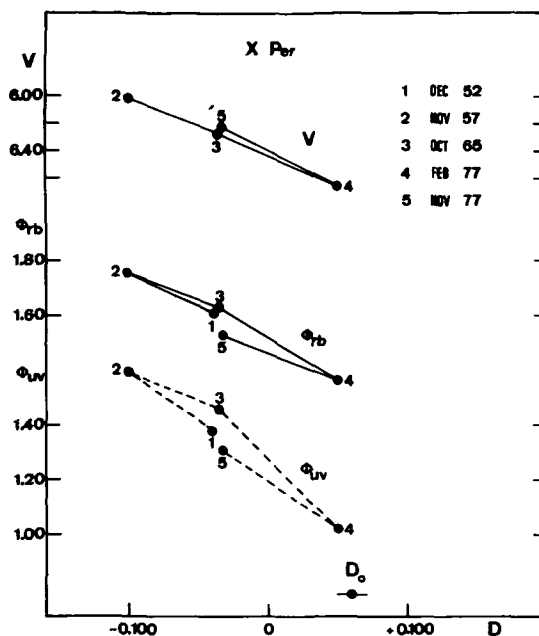 X Per
V
6.00
6.40
2
5
3
V
4
1 DEC 52
2 NOV 57
3 OCT 65
4 FEB 77
5 NOV 77
Φrb
1.80
1.60
2
3
1
5
Φrb
4
Φuv
1.40
1.20
1.00
2
3
1
5
Φuv
4
D₀
-0.100
0
+0.100
D